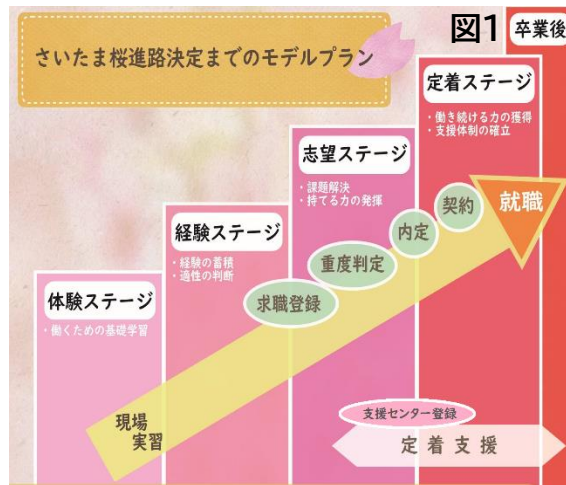 さいたま桜進路決定までのモデルプラン
図1
卒業後
定着ステージ
・働き続ける力の獲得
・支援体制の確立
志望ステージ
・課題解決
・持てる力の発揮
経験ステージ
・経験の蓄積
・適性の判断
体験ステージ
・働くための基礎学習
現場
実習
求職登録
重度判定
内定
契約
就職
支援センター登録
定着支援